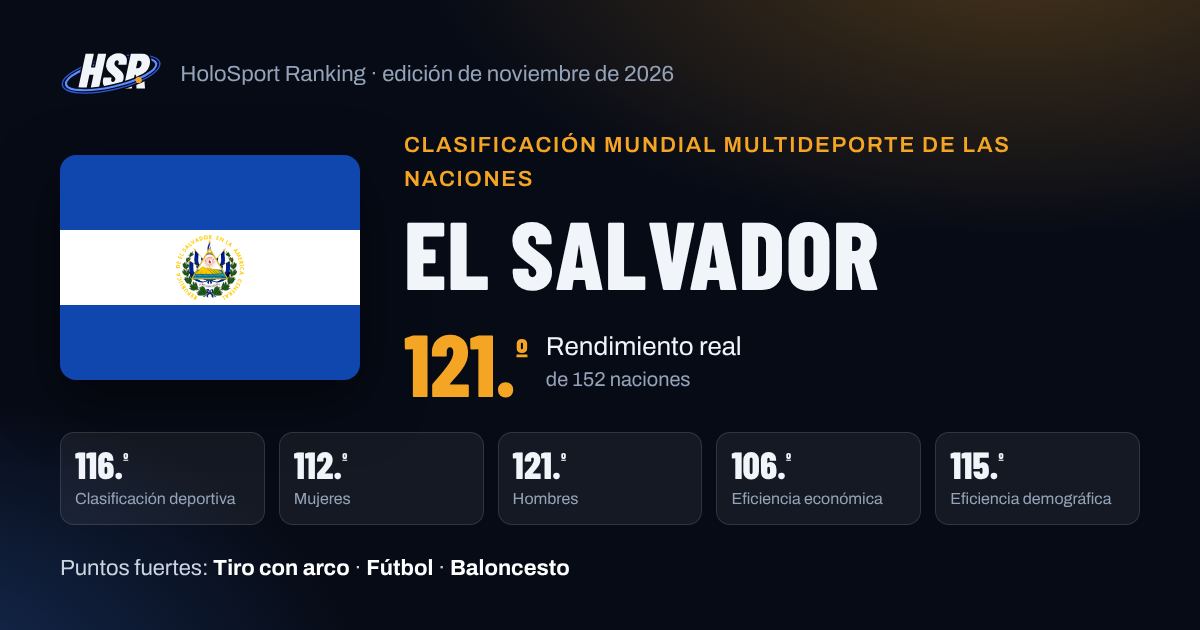 HSR
HoloSport Ranking · edición de noviembre de 2026
CLASIFICACIÓN MUNDIAL MULTIDEPORTE DE LAS
NACIONES
EL SALVADOR
121.º
Rendimiento real
de 152 naciones
116.º
Clasificación deportiva
112.º
Mujeres
121.º
Hombres
106.º
Eficiencia económica
115.º
Eficiencia demográfica
Puntos fuertes: Tiro con arco · Fútbol · Baloncesto